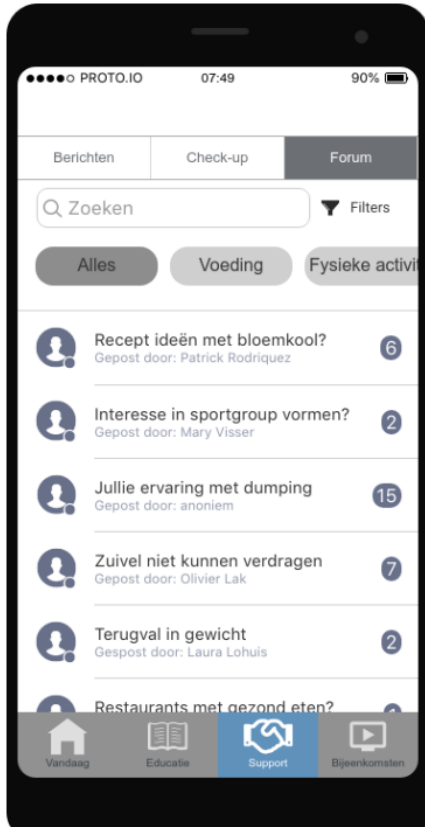 PROTO.IO 07:49 90%
Berichten Check-up Forum
Zoeken Filters
Alles Voeding Fysieke activit
Recept ideën met bloemkool? 6
Gepost door: Patrick Rodriquez
Interesse in sportgroup vormen? 2
Gepost door: Mary Visser
Jullie ervaring met dumping 15
Gepost door: anoniem
Zuivel niet kunnen verdragen 7
Gepost door: Olivier Lak
Terugval in gewicht 2
Gespost door: Laura Lohuis
Restaurants met gezond eten?
Vandaag Educatie Support Bijeenkomsten